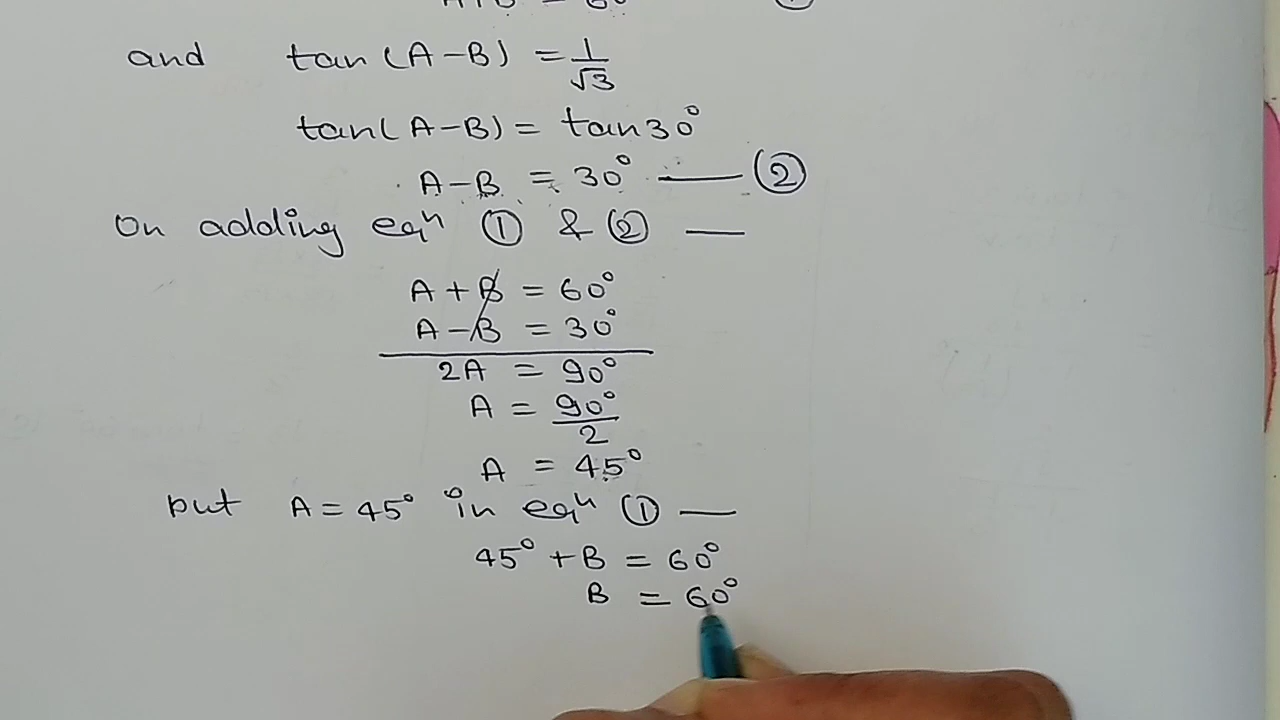 and tan (A-B) = 1/√3
tan(A-B) = tan30°
A-B = 30° — ②
On adding eqⁿ ① & ② —
A+B = 60°
A-B = 30°
2A = 90°
A = 90°/2
A = 45°
put A=45° in eqⁿ ① —
45° + B = 60°
B = 60°